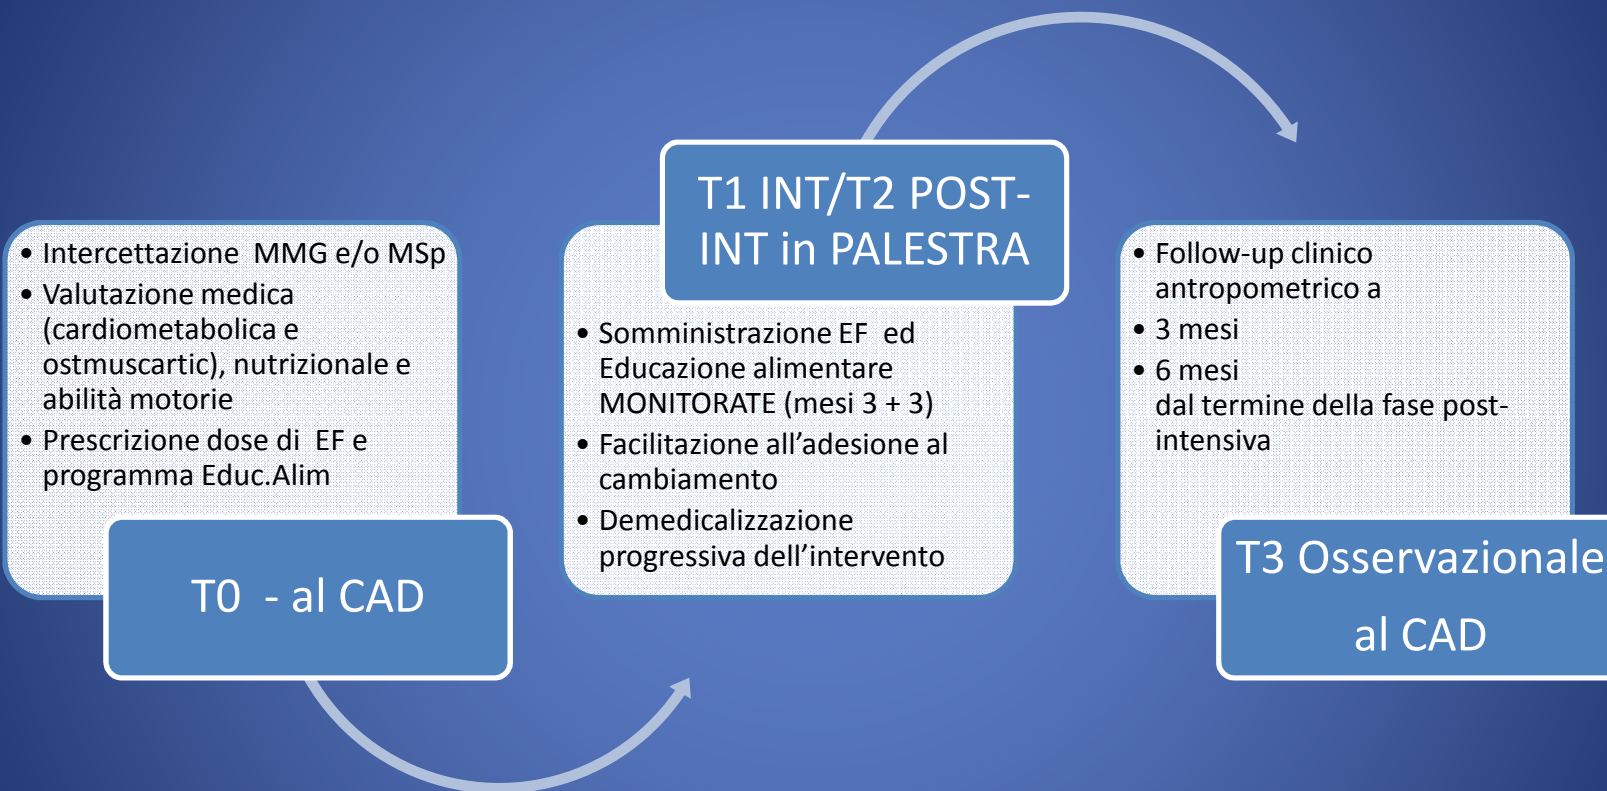 • Intercettazione MMG e/o MSp
• Valutazione medica
(cardiometabolica e
ostmuscartic), nutrizionale e
abilità motorie
• Prescrizione dose di EF e
programma Educ.Alim
T0 - al CAD
T1 INT/T2 POST-
INT in PALESTRA
• Somministrazione EF ed
Educazione alimentare
MONITORATE (mesi 3 + 3)
• Facilitazione all’adesione al
cambiamento
• Demedicalizzazione
progressiva dell’intervento
• Follow-up clinico
antropometrico a
• 3 mesi
• 6 mesi
dal termine della fase post-
intensiva
T3 Osservazionale
al CAD